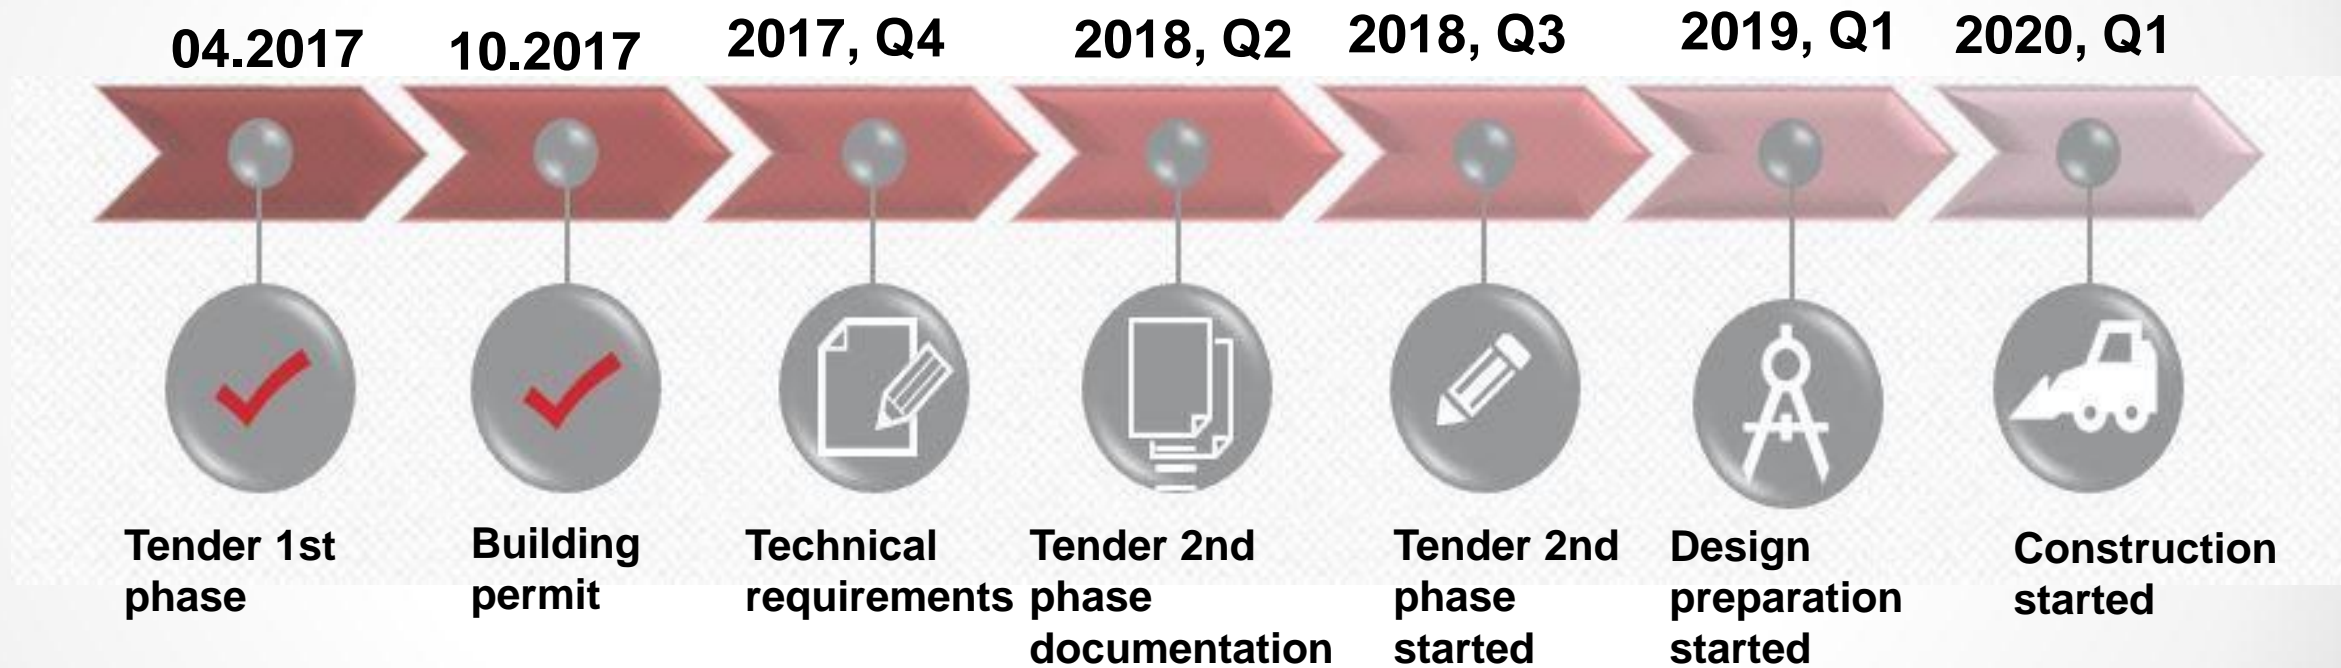 04.2017
10.2017
2017, Q4
2018, Q2
2018, Q3
2019, Q1
2020, Q1
Tender 1st
phase
Building
permit
Technical
requirements
Tender 2nd
phase
documentation
Tender 2nd
phase
started
Design
preparation
started
Construction
started